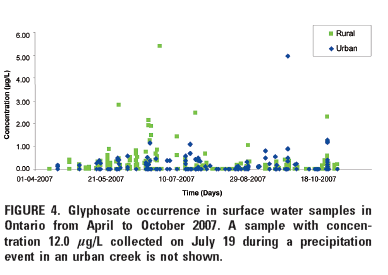 6.00
5.00
4.00
3.00
2.00
1.00
0.00
Concentration (µg/L)
Rural
Urban
01-04-2007 21-05-2007 10-07-2007 29-08-2007 18-10-2007
Time (Days)
FIGURE 4. Glyphosate occurrence in surface water samples in
Ontario from April to October 2007. A sample with concen-
tration 12.0 µg/L collected on July 19 during a precipitation
event in an urban creek is not shown.